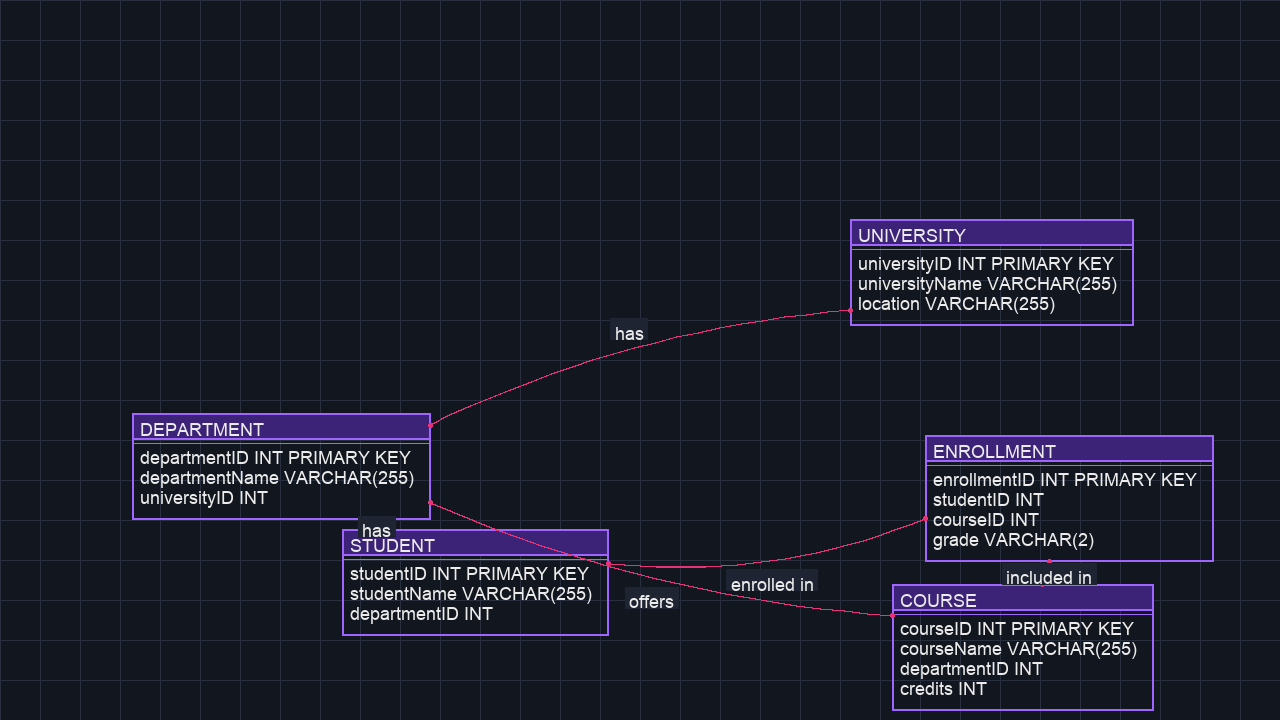 UNIVERSITY
universityID INT PRIMARY KEY
universityName VARCHAR(255)
location VARCHAR(255)
has
DEPARTMENT
departmentID INT PRIMARY KEY
departmentName VARCHAR(255)
universityID INT
has
STUDENT
studentID INT PRIMARY KEY
studentName VARCHAR(255)
departmentID INT
offers
enrolled in
ENROLLMENT
enrollmentID INT PRIMARY KEY
studentID INT
courseID INT
grade VARCHAR(2)
included in
COURSE
courseID INT PRIMARY KEY
courseName VARCHAR(255)
departmentID INT
credits INT